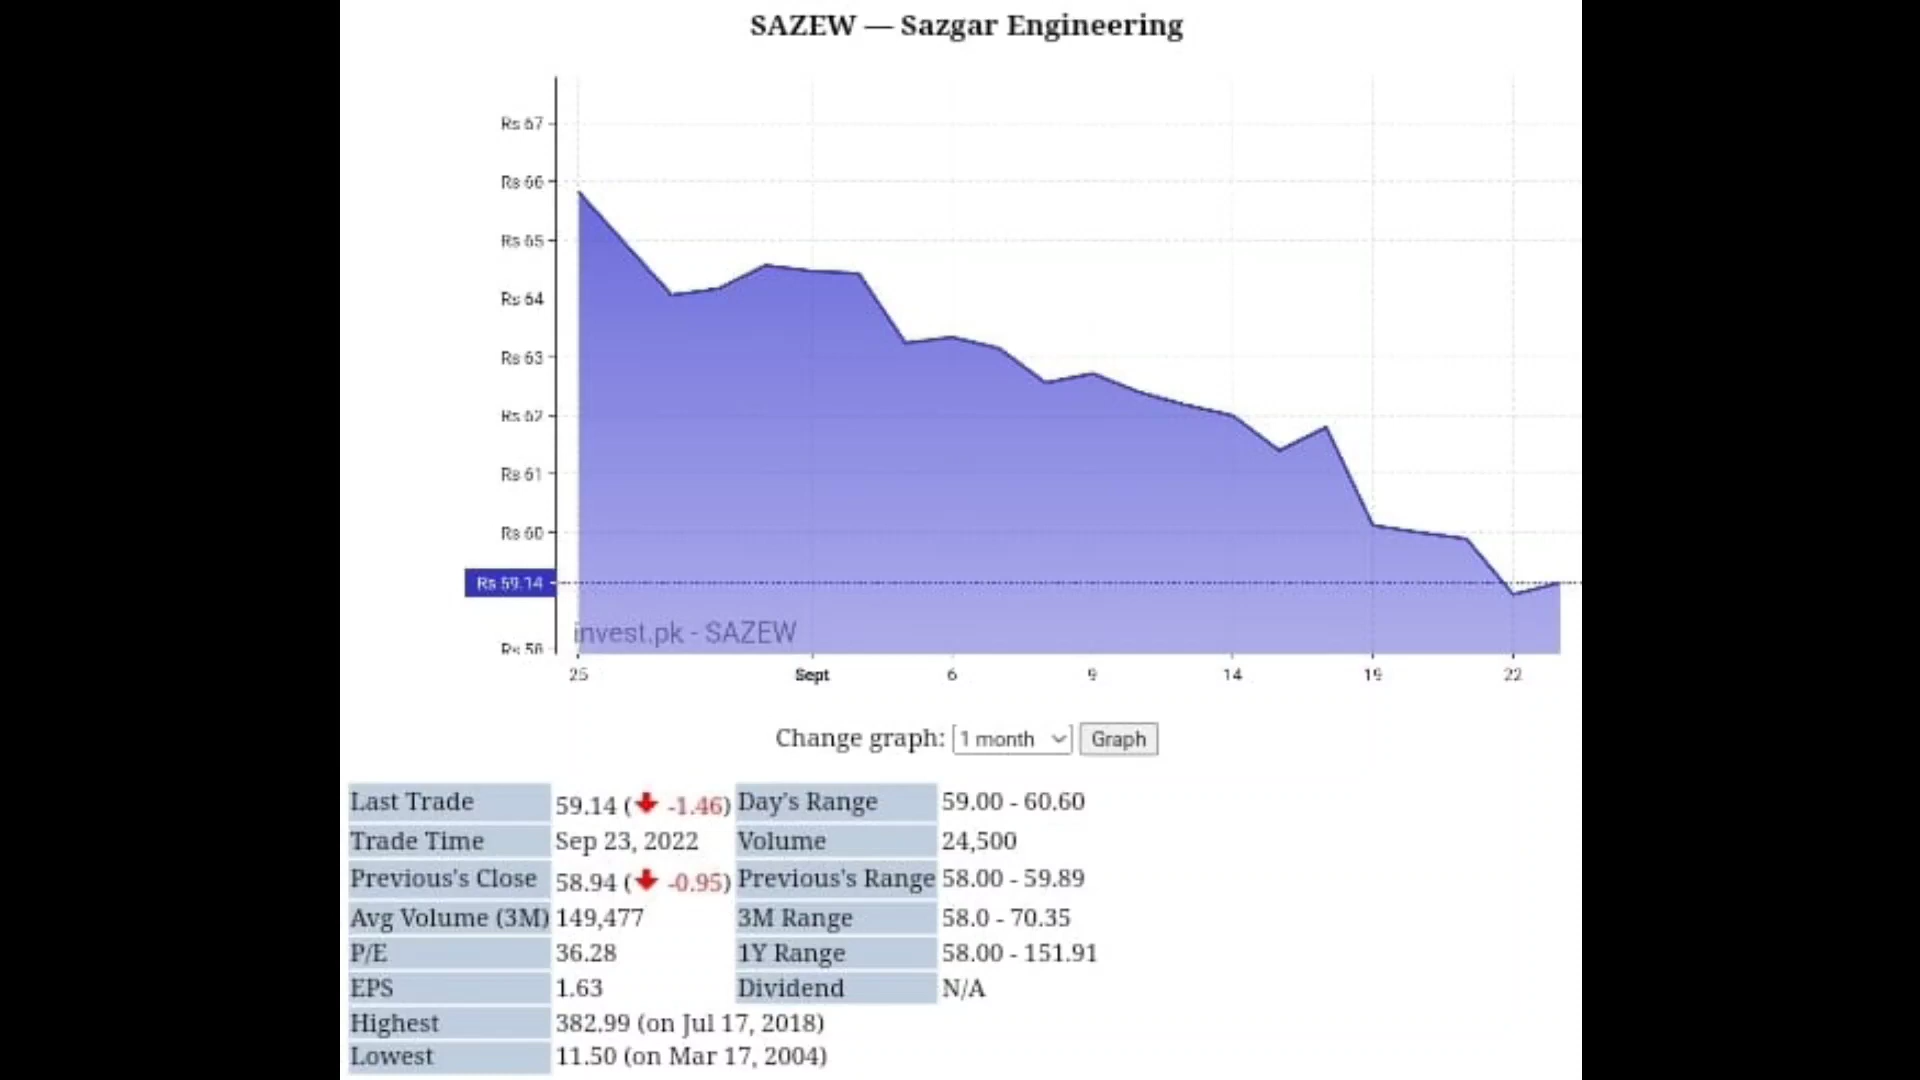 SAZEW — Sazgar Engineering
Rs 67
Rs 66
Rs 65
Rs 64
Rs 63
Rs 62
Rs 61
Rs 60
Rs 59.14
Rs 58
invest.pk - SAZEW
25 Sept 6 9 14 19 22
Change graph: 1 month Graph
Last Trade 59.14 ( -1.46) Day's Range 59.00 - 60.60
Trade Time Sep 23, 2022 Volume 24,500
Previous's Close 58.94 ( -0.95) Previous's Range 58.00 - 59.89
Avg Volume (3M) 149,477 3M Range 58.0 - 70.35
P/E 36.28 1Y Range 58.00 - 151.91
EPS 1.63 Dividend N/A
Highest 382.99 (on Jul 17, 2018)
Lowest 11.50 (on Mar 17, 2004)